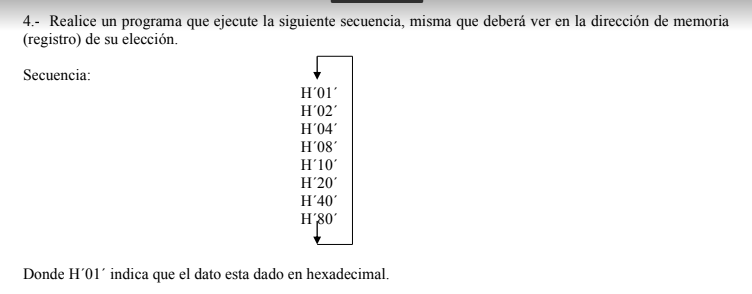 4.- Realice un programa que ejecute la siguiente secuencia, misma que deberá ver en la dirección de memoria
(registro) de su elección.
Secuencia:
H´01´
H´02´
H´04´
H´08´
H´10´
H´20´
H´40´
H´80´
Donde H´01´ indica que el dato esta dado en hexadecimal.